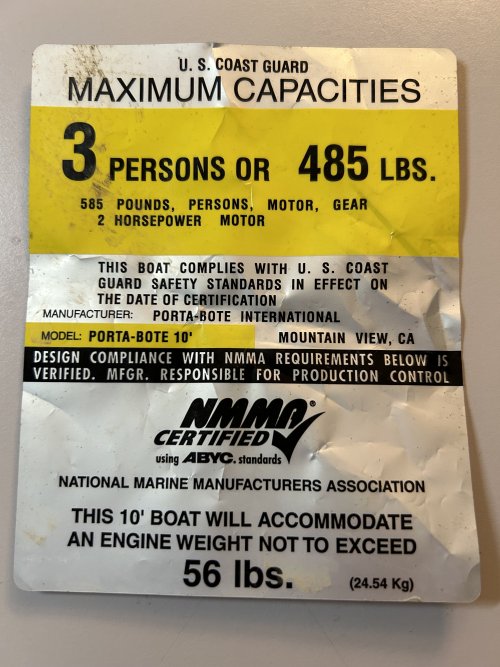 U. S. COAST GUARD
MAXIMUM CAPACITIES
3 PERSONS OR 485 LBS.
585 POUNDS, PERSONS, MOTOR, GEAR
2 HORSEPOWER MOTOR
THIS BOAT COMPLIES WITH U. S. COAST
GUARD SAFETY STANDARDS IN EFFECT ON
THE DATE OF CERTIFICATION
MANUFACTURER: PORTA-BOTE INTERNATIONAL
MODEL: PORTA-BOTE 10' MOUNTAIN VIEW, CA
DESIGN COMPLIANCE WITH NMMA REQUIREMENTS BELOW IS
VERIFIED. MFGR. RESPONSIBLE FOR PRODUCTION CONTROL
NMMA®
CERTIFIED
using ABYC. standards
NATIONAL MARINE MANUFACTURERS ASSOCIATION
THIS 10' BOAT WILL ACCOMMODATE
AN ENGINE WEIGHT NOT TO EXCEED
56 lbs. (24.54 Kg)